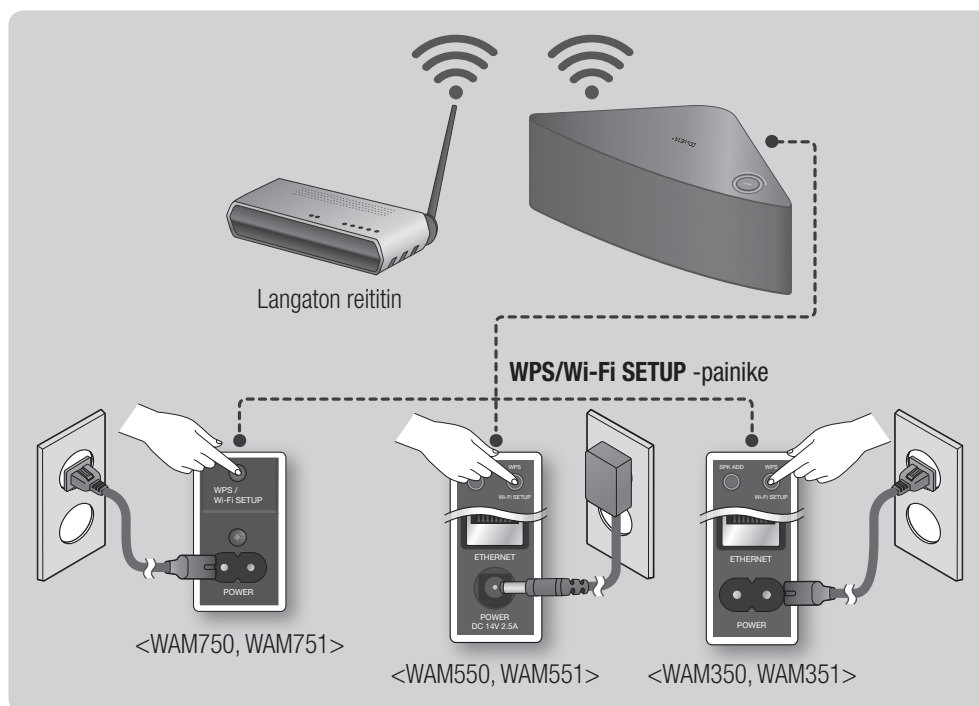 Langaton reititin
WPS/Wi-Fi SETUP -painike
WPS /
Wi-Fi SETUP
POWER
<WAM750, WAM751>
WPS
Wi-Fi SETUP
ETHERNET
POWER
DC 14V 2.5A
<WAM550, WAM551>
SPK ADD
WPS
Wi-Fi SETUP
ETHERNET
POWER
<WAM350, WAM351>